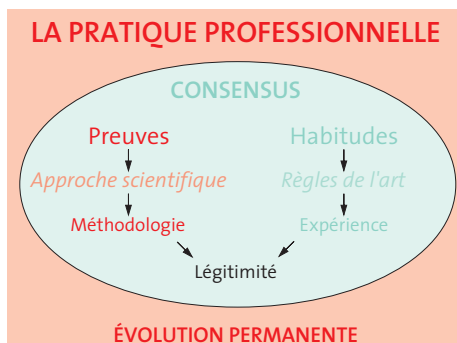 LA PRATIQUE PROFESSIONNELLE
CONSENSUS
Preuves Habitudes
Approche scientifique Règles de l'art
Méthodologie Expérience
Légitimité
ÉVOLUTION PERMANENTE